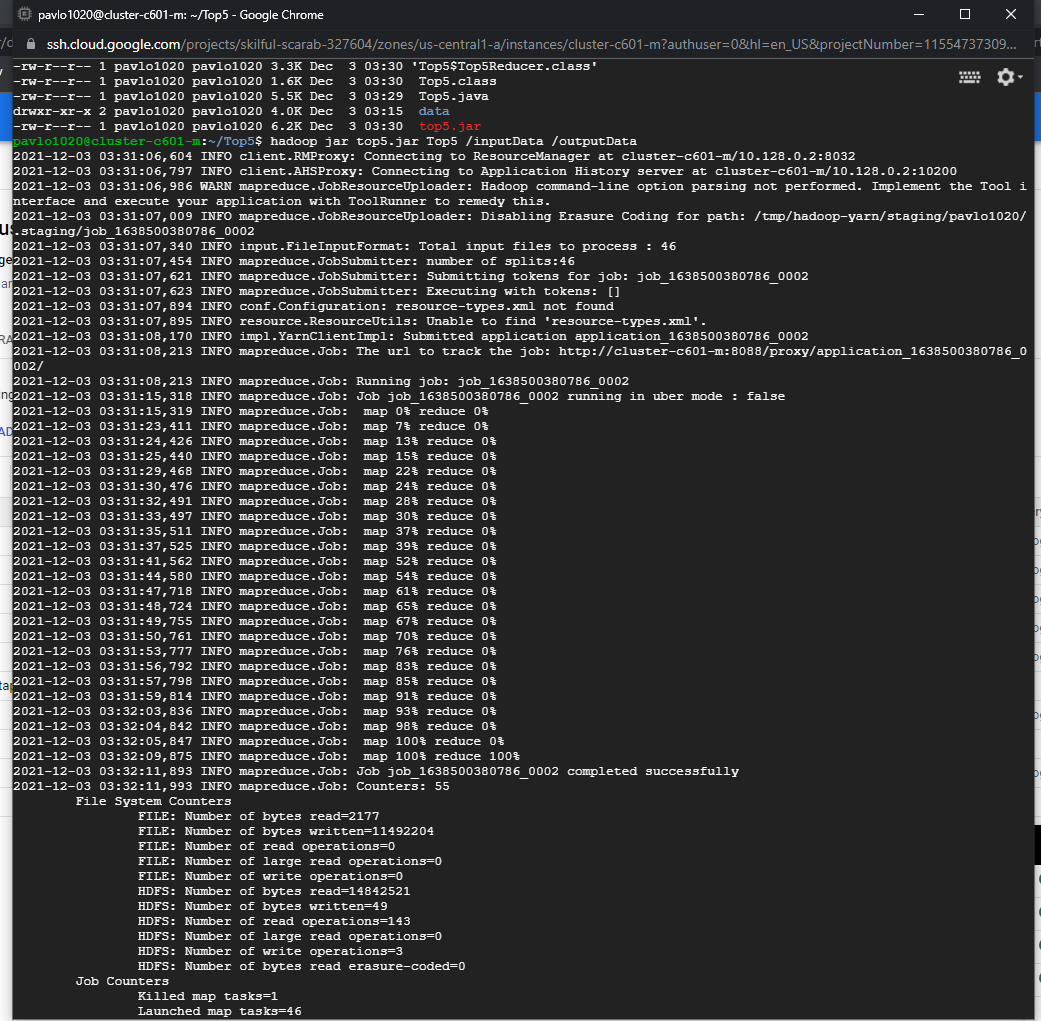 pavlo1020@cluster-c601-m: ~/Top5 - Google Chrome
ssh.cloud.google.com/projects/skilful-scarab-327604/zones/us-central1-a/instances/cluster-c601-m?authuser=0&hl=en_US&projectNumber=11554737309...
-rw-r--r-- 1 pavlo1020 pavlo1020 3.3K Dec  3 03:30 'Top5$Top5Reducer.class'
-rw-r--r-- 1 pavlo1020 pavlo1020 1.6K Dec  3 03:30  Top5.class
-rw-r--r-- 1 pavlo1020 pavlo1020 5.5K Dec  3 03:29  Top5.java
drwxr-xr-x 2 pavlo1020 pavlo1020 4.0K Dec  3 03:15  data
-rw-r--r-- 1 pavlo1020 pavlo1020 6.2K Dec  3 03:30  top5.jar
pavlo1020@cluster-c601-m:~/Top5$ hadoop jar top5.jar Top5 /inputData /outputData
2021-12-03 03:31:06,604 INFO client.RMProxy: Connecting to ResourceManager at cluster-c601-m/10.128.0.2:8032
2021-12-03 03:31:06,797 INFO client.AHSProxy: Connecting to Application History server at cluster-c601-m/10.128.0.2:10200
2021-12-03 03:31:06,986 WARN mapreduce.JobResourceUploader: Hadoop command-line option parsing not performed. Implement the Tool i
nterface and execute your application with ToolRunner to remedy this.
2021-12-03 03:31:07,009 INFO mapreduce.JobResourceUploader: Disabling Erasure Coding for path: /tmp/hadoop-yarn/staging/pavlo1020/
.staging/job_1638500380786_0002
2021-12-03 03:31:07,340 INFO input.FileInputFormat: Total input files to process : 46
2021-12-03 03:31:07,454 INFO mapreduce.JobSubmitter: number of splits:46
2021-12-03 03:31:07,621 INFO mapreduce.JobSubmitter: Submitting tokens for job: job_1638500380786_0002
2021-12-03 03:31:07,623 INFO mapreduce.JobSubmitter: Executing with tokens: []
2021-12-03 03:31:07,894 INFO conf.Configuration: resource-types.xml not found
2021-12-03 03:31:07,895 INFO resource.ResourceUtils: Unable to find 'resource-types.xml'.
2021-12-03 03:31:08,170 INFO impl.YarnClientImpl: Submitted application application_1638500380786_0002
2021-12-03 03:31:08,213 INFO mapreduce.Job: The url to track the job: http://cluster-c601-m:8088/proxy/application_1638500380786_0
002/
2021-12-03 03:31:08,213 INFO mapreduce.Job: Running job: job_1638500380786_0002
2021-12-03 03:31:15,318 INFO mapreduce.Job: Job job_1638500380786_0002 running in uber mode : false
2021-12-03 03:31:15,319 INFO mapreduce.Job:  map 0% reduce 0%
2021-12-03 03:31:23,411 INFO mapreduce.Job:  map 7% reduce 0%
2021-12-03 03:31:24,426 INFO mapreduce.Job:  map 13% reduce 0%
2021-12-03 03:31:25,440 INFO mapreduce.Job:  map 15% reduce 0%
2021-12-03 03:31:29,468 INFO mapreduce.Job:  map 22% reduce 0%
2021-12-03 03:31:30,476 INFO mapreduce.Job:  map 24% reduce 0%
2021-12-03 03:31:32,491 INFO mapreduce.Job:  map 28% reduce 0%
2021-12-03 03:31:33,497 INFO mapreduce.Job:  map 30% reduce 0%
2021-12-03 03:31:35,511 INFO mapreduce.Job:  map 37% reduce 0%
2021-12-03 03:31:37,525 INFO mapreduce.Job:  map 39% reduce 0%
2021-12-03 03:31:41,562 INFO mapreduce.Job:  map 52% reduce 0%
2021-12-03 03:31:44,580 INFO mapreduce.Job:  map 54% reduce 0%
2021-12-03 03:31:47,718 INFO mapreduce.Job:  map 61% reduce 0%
2021-12-03 03:31:48,724 INFO mapreduce.Job:  map 65% reduce 0%
2021-12-03 03:31:49,755 INFO mapreduce.Job:  map 67% reduce 0%
2021-12-03 03:31:50,761 INFO mapreduce.Job:  map 70% reduce 0%
2021-12-03 03:31:53,777 INFO mapreduce.Job:  map 76% reduce 0%
2021-12-03 03:31:56,792 INFO mapreduce.Job:  map 83% reduce 0%
2021-12-03 03:31:57,798 INFO mapreduce.Job:  map 85% reduce 0%
2021-12-03 03:31:59,814 INFO mapreduce.Job:  map 91% reduce 0%
2021-12-03 03:32:03,836 INFO mapreduce.Job:  map 93% reduce 0%
2021-12-03 03:32:04,842 INFO mapreduce.Job:  map 98% reduce 0%
2021-12-03 03:32:05,847 INFO mapreduce.Job:  map 100% reduce 0%
2021-12-03 03:32:09,875 INFO mapreduce.Job:  map 100% reduce 100%
2021-12-03 03:32:11,893 INFO mapreduce.Job: Job job_1638500380786_0002 completed successfully
2021-12-03 03:32:11,993 INFO mapreduce.Job: Counters: 55
File System Counters
FILE: Number of bytes read=2177
FILE: Number of bytes written=11492204
FILE: Number of read operations=0
FILE: Number of large read operations=0
FILE: Number of write operations=0
HDFS: Number of bytes read=14842521
HDFS: Number of bytes written=49
HDFS: Number of read operations=143
HDFS: Number of large read operations=0
HDFS: Number of write operations=3
HDFS: Number of bytes read erasure-coded=0
Job Counters
Killed map tasks=1
Launched map tasks=46